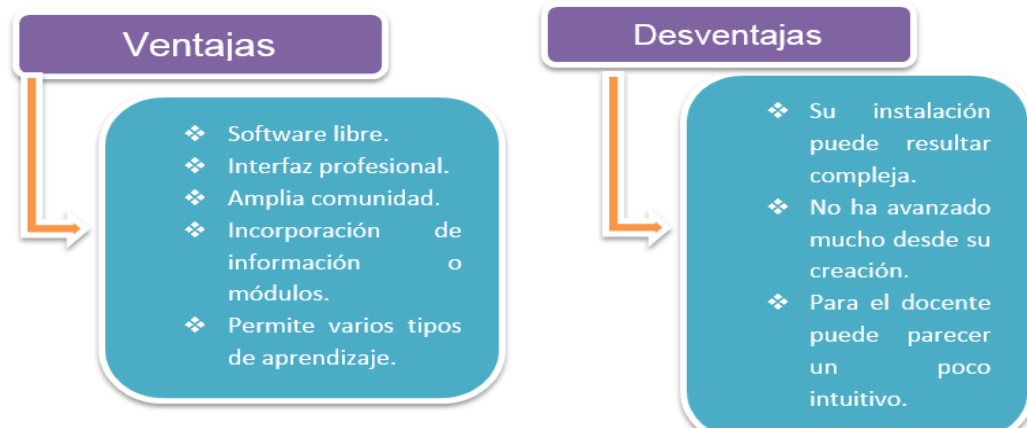 Ventajas
❖ Software libre.
❖ Interfaz profesional.
❖ Amplia comunidad.
❖ Incorporación de
información o
módulos.
❖ Permite varios tipos
de aprendizaje.
Desventajas
❖ Su instalación
puede resultar
compleja.
❖ No ha avanzado
mucho desde su
creación.
❖ Para el docente
puede parecer
un poco
intuitivo.